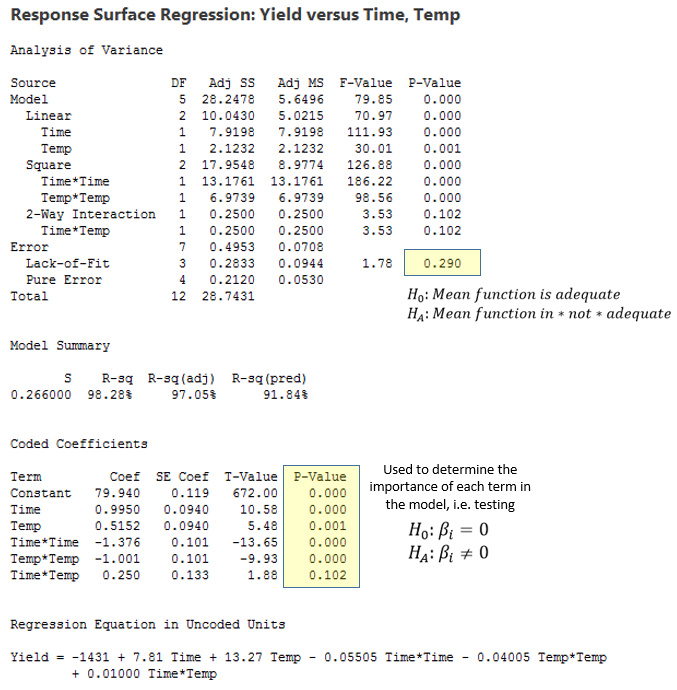 Response Surface Regression: Yield versus Time, Temp
Analysis of Variance
Source DF Adj SS Adj MS F-Value P-Value
Model 5 28.2478 5.6496 79.85 0.000
Linear 2 10.0430 5.0215 70.97 0.000
Time 1 7.9198 7.9198 111.93 0.000
Temp 1 2.1232 2.1232 30.01 0.001
Square 2 17.9548 8.9774 126.88 0.000
Time*Time 1 13.1761 13.1761 186.22 0.000
Temp*Temp 1 6.9739 6.9739 98.56 0.000
2-Way Interaction 1 0.2500 0.2500 3.53 0.102
Time*Temp 1 0.2500 0.2500 3.53 0.102
Error 7 0.4953 0.0708
Lack-of-Fit 3 0.2833 0.0944 1.78 0.290
Pure Error 4 0.2120 0.0530
Total 12 28.7431
H₀: Mean function is adequate
H_A: Mean function in * not * adequate
Model Summary
S R-sq R-sq(adj) R-sq(pred)
0.266000 98.28% 97.05% 91.84%
Coded Coefficients
Term Coef SE Coef T-Value P-Value
Constant 79.940 0.119 672.00 0.000
Time 0.9950 0.0940 10.58 0.000
Temp 0.5152 0.0940 5.48 0.001
Time*Time -1.376 0.101 -13.65 0.000
Temp*Temp -1.001 0.101 -9.93 0.000
Time*Temp 0.250 0.133 1.88 0.102
Used to determine the
importance of each term in
the model, i.e. testing
H₀: βᵢ = 0
H_A: βᵢ ≠ 0
Regression Equation in Uncoded Units
Yield = -1431 + 7.81 Time + 13.27 Temp - 0.05505 Time*Time - 0.04005 Temp*Temp
+ 0.01000 Time*Temp